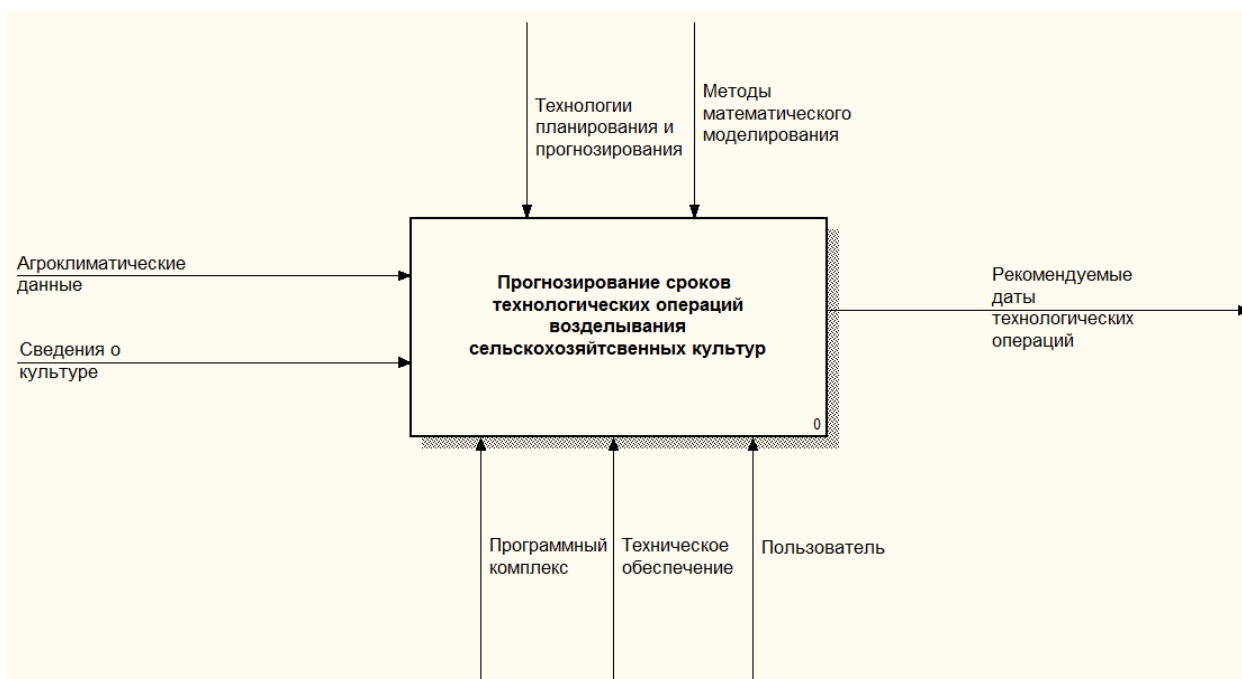 Технологии
планирования и
прогнозирования
Методы
математического
моделирования
Агроклиматические
данные
Сведения о
культуре
Прогнозирование сроков
технологических операций
возделывания
сельскохозяйтсвенных культур
0
Рекомендуемые
даты
технологических
операций
Программный
комплекс
Техническое
обеспечение
Пользователь